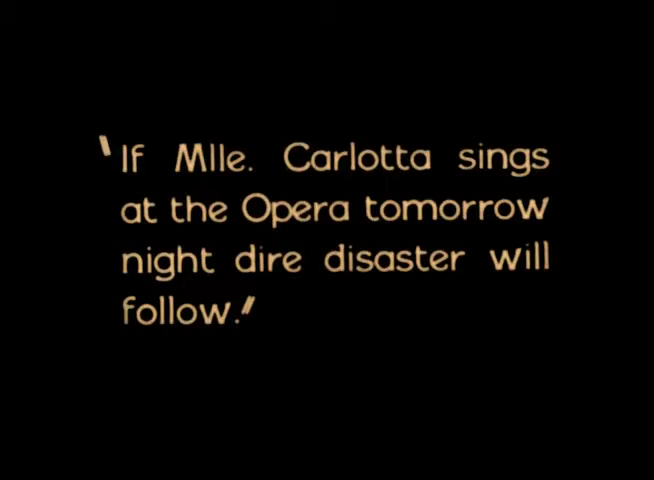 "If Mlle. Carlotta sings
at the Opera tomorrow
night dire disaster will
follow."